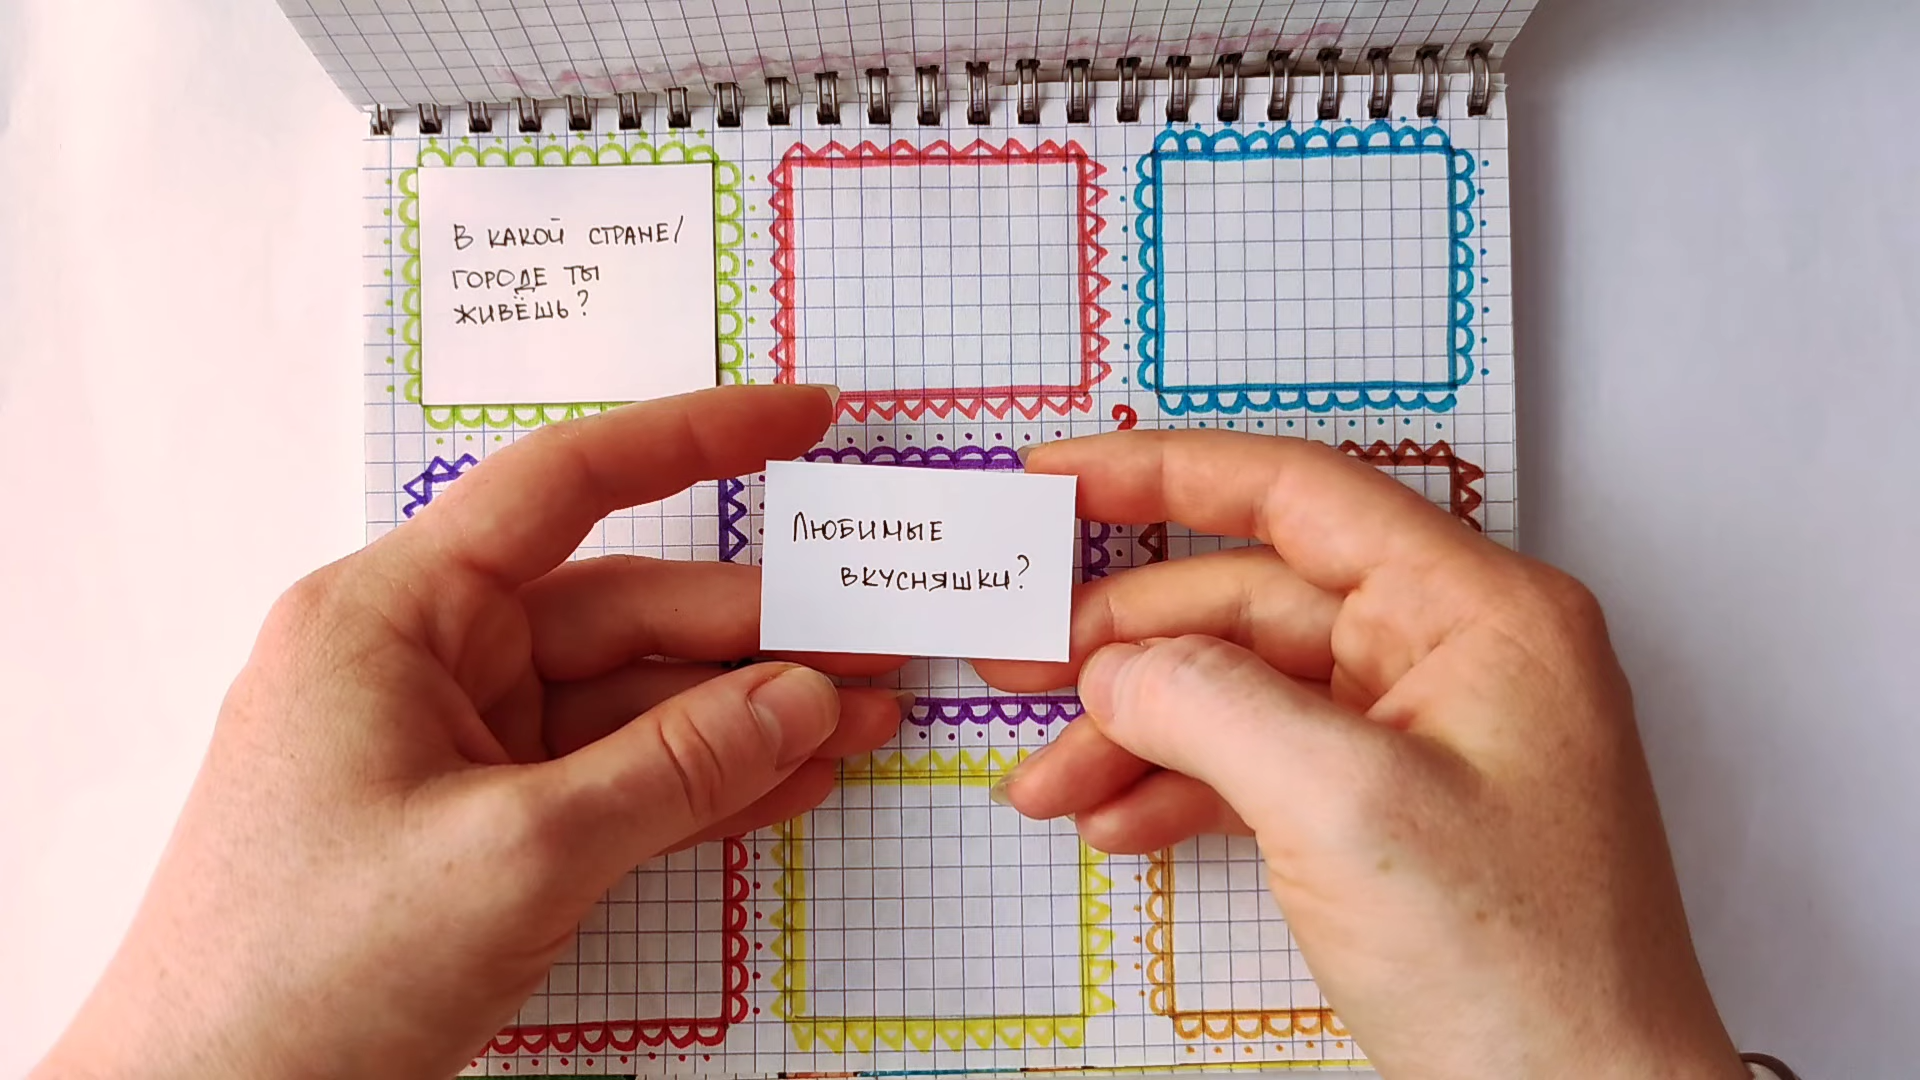 В КАКОЙ СТРАНЕ/
ГОРОДЕ ТЫ
ЖИВЁШЬ?
?
ЛЮБИМЫЕ
ВКУСНЯШКИ?